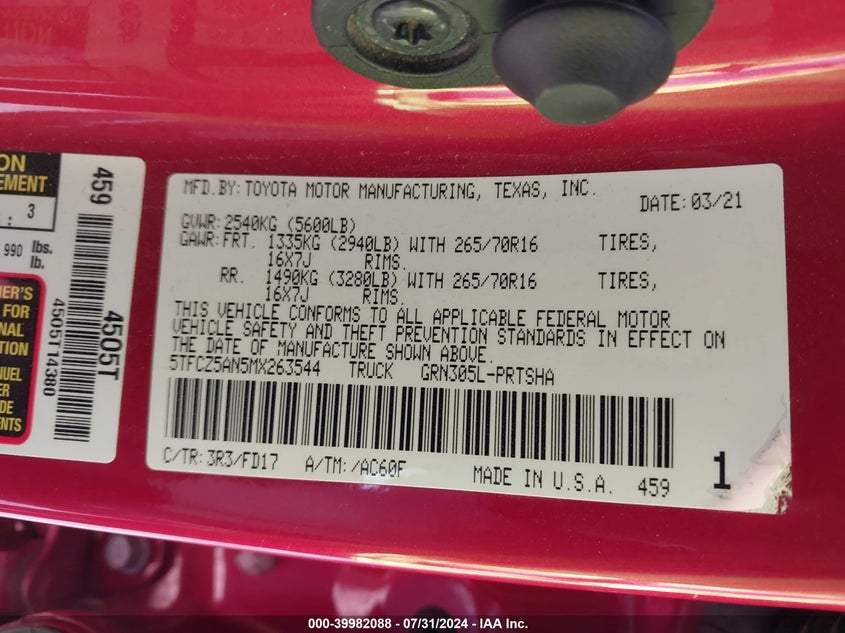 ON
EMENT
: 3
990 lbs.
lb.
459
4505T
4505T14380
ER'S
FOR
NAL
TION
NUEL
ER
DE
ENTS
MFD.BY:TOYOTA MOTOR MANUFACTURING, TEXAS, INC. DATE:03/21
GVWR:2540KG (5600LB)
GAWR:FRT. 1335KG (2940LB) WITH 265/70R16 TIRES,
16X7J RIMS.
RR. 1490KG (3280LB) WITH 265/70R16 TIRES,
16X7J RIMS.
THIS VEHICLE CONFORMS TO ALL APPLICABLE FEDERAL MOTOR
VEHICLE SAFETY AND THEFT PREVENTION STANDARDS IN EFFECT ON
THE DATE OF MANUFACTURE SHOWN ABOVE.
5TFCZ5AN5MX263544 TRUCK GRN305L-PRTSHA
C/TR:3R3/FD17 A/TM:/AC60F MADE IN U.S.A. 459
1
000-39982088 - 07/31/2024 - IAA Inc.